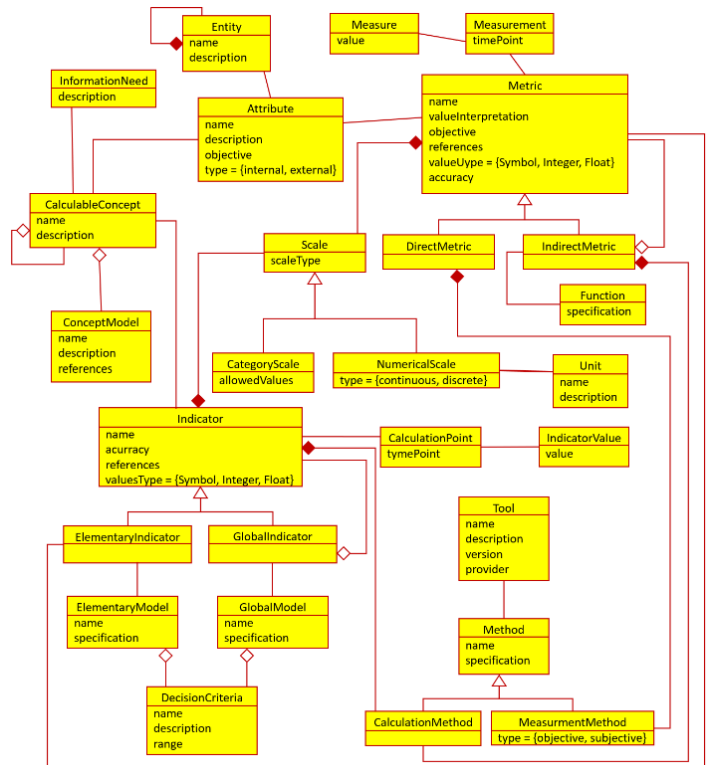 Entity
name
description
Measure
value
Measurement
timePoint
InformationNeed
description
Attribute
name
description
objective
type = {internal, external}
Metric
name
valueInterpretation
objective
references
valueUype = {Symbol, Integer, Float}
accuracy
CalculableConcept
name
description
Scale
scaleType
DirectMetric
IndirectMetric
Function
specification
ConceptModel
name
description
references
CategoryScale
allowedValues
NumericalScale
type = {continuous, discrete}
Unit
name
description
Indicator
name
acurracy
references
valuesType = {Symbol, Integer, Float}
CalculationPoint
tymePoint
IndicatorValue
value
Tool
name
description
version
provider
ElementaryIndicator
GlobalIndicator
ElementaryModel
name
specification
GlobalModel
name
specification
Method
name
specification
DecisionCriteria
name
description
range
CalculationMethod
MeasurmentMethod
type = {objective, subjective}